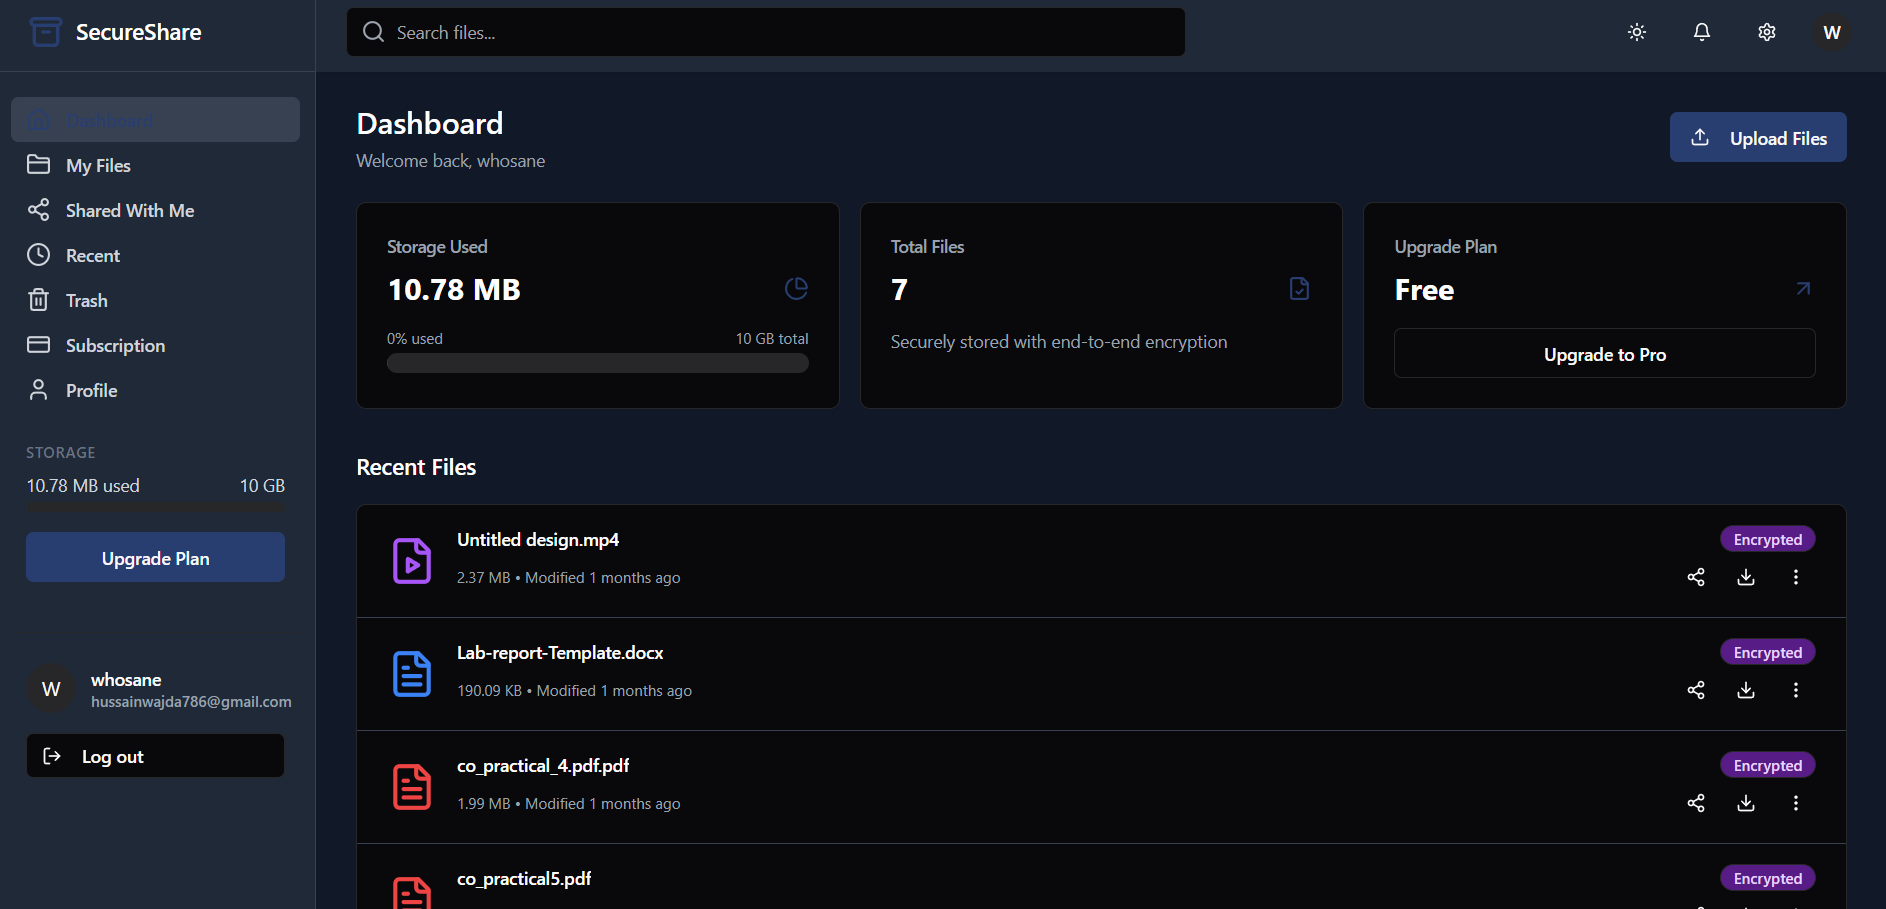 SecureShare
Search files...
W
Dashboard
My Files
Shared With Me
Recent
Trash
Subscription
Profile
STORAGE
10.78 MB used 10 GB
Upgrade Plan
W
whosane
hussainwajda786@gmail.com
Log out
Dashboard
Welcome back, whosane
Upload Files
Storage Used
10.78 MB
0% used 10 GB total
Total Files
7
Securely stored with end-to-end encryption
Upgrade Plan
Free
Upgrade to Pro
Recent Files
Untitled design.mp4
Encrypted
2.37 MB • Modified 1 months ago
Lab-report-Template.docx
Encrypted
190.09 KB • Modified 1 months ago
co_practical_4.pdf.pdf
Encrypted
1.99 MB • Modified 1 months ago
co_practical5.pdf
Encrypted